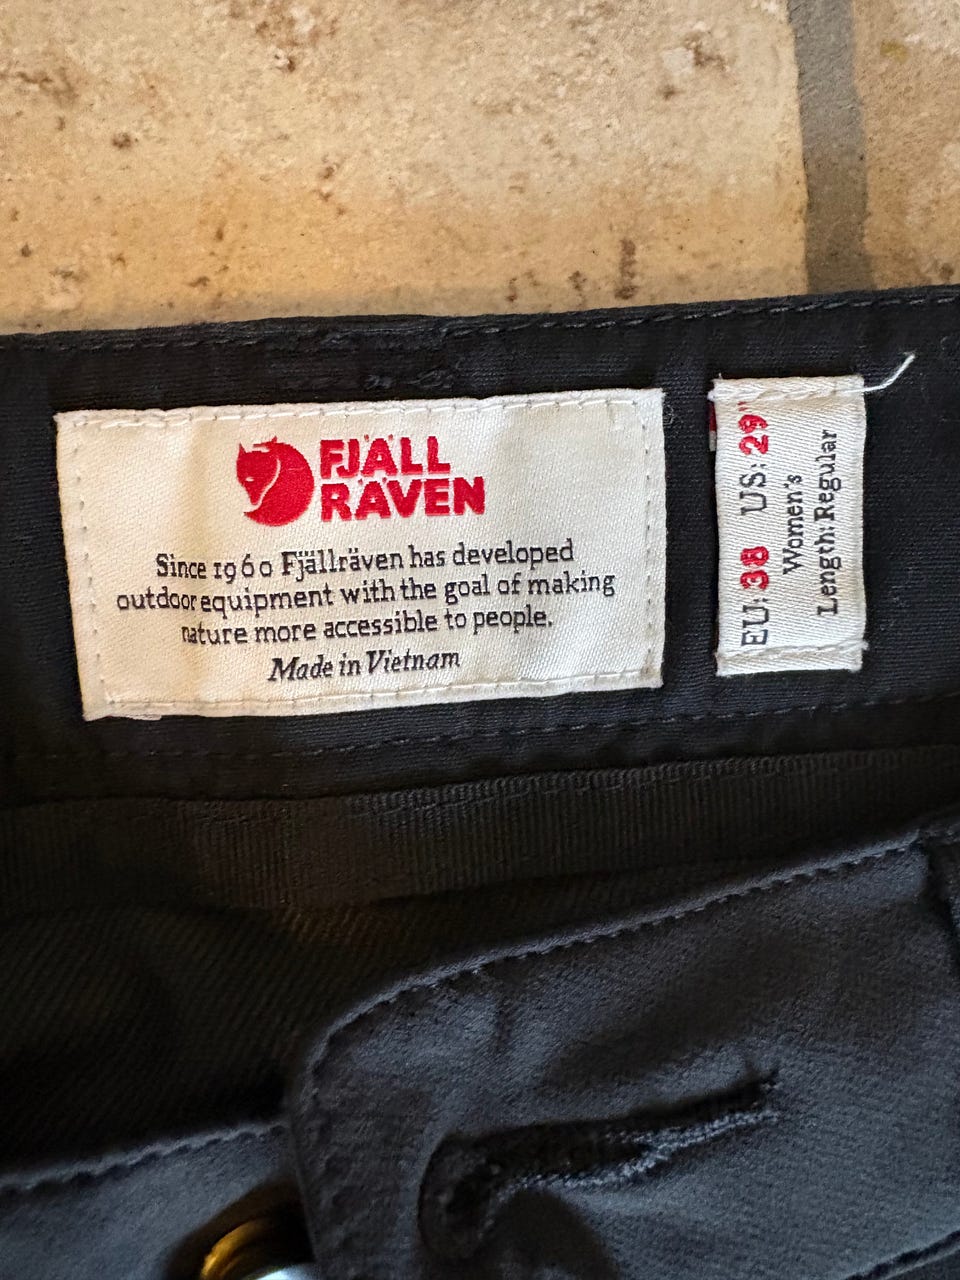 FJÄLL
RÄVEN
Since 1960 Fjällräven has developed
outdoor equipment with the goal of making
nature more accessible to people.
Made in Vietnam
EU: 38 US: 29"
Women's
Length: Regular